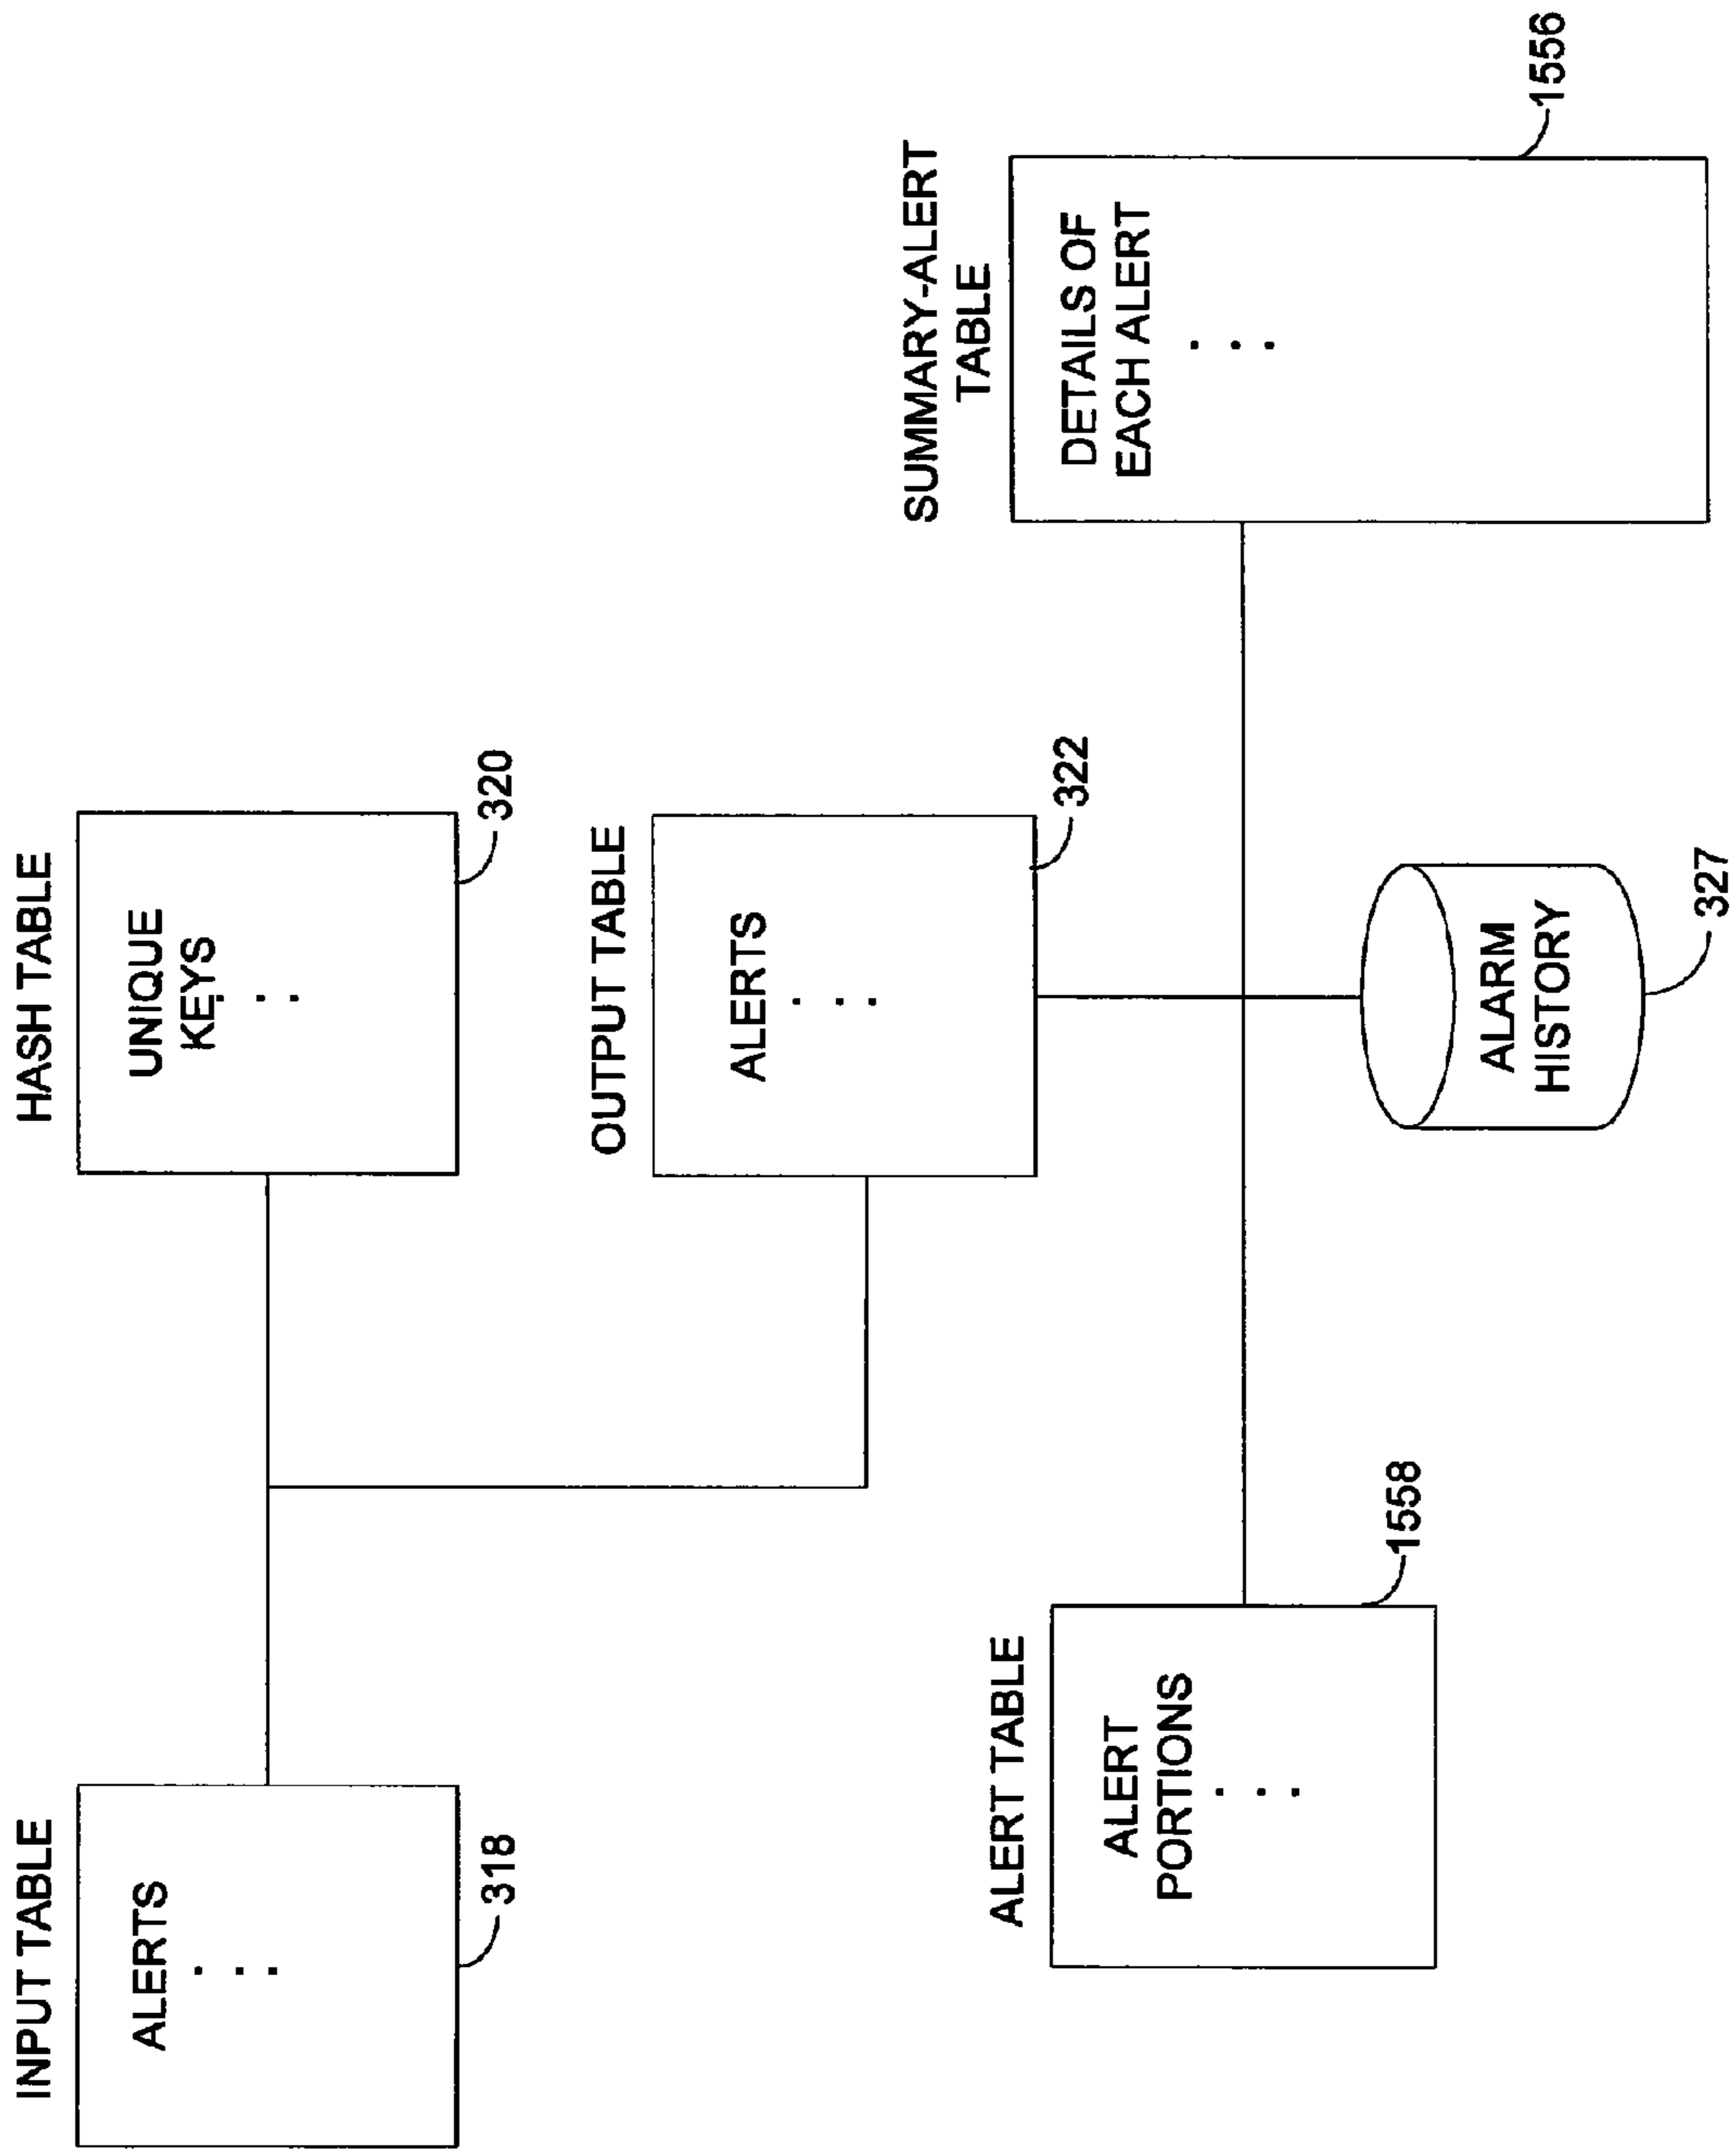 INPUT TABLE
ALERTS
318
HASH TABLE
UNIQUE
KEYS
320
OUTPUT TABLE
ALERTS
322
ALERT TABLE
ALERT
PORTIONS
1558
ALARM
HISTORY
327
SUMMARY-ALERT
TABLE
DETAILS OF
EACH ALERT
1556